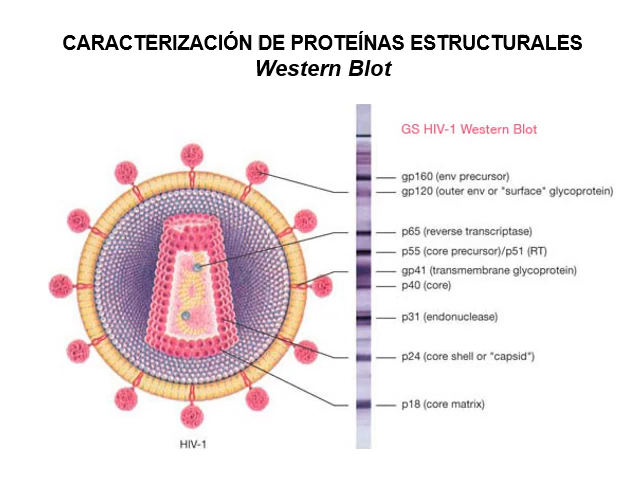 CARACTERIZACIÓN DE PROTEÍNAS ESTRUCTURALES
Western Blot
GS HIV-1 Western Blot
gp160 (env precursor)
gp120 (outer env or "surface" glycoprotein)
p65 (reverse transcriptase)
p55 (core precursor)/p51 (RT)
gp41 (transmembrane glycoprotein)
p40 (core)
p31 (endonuclease)
p24 (core shell or "capsid")
p18 (core matrix)
HIV-1